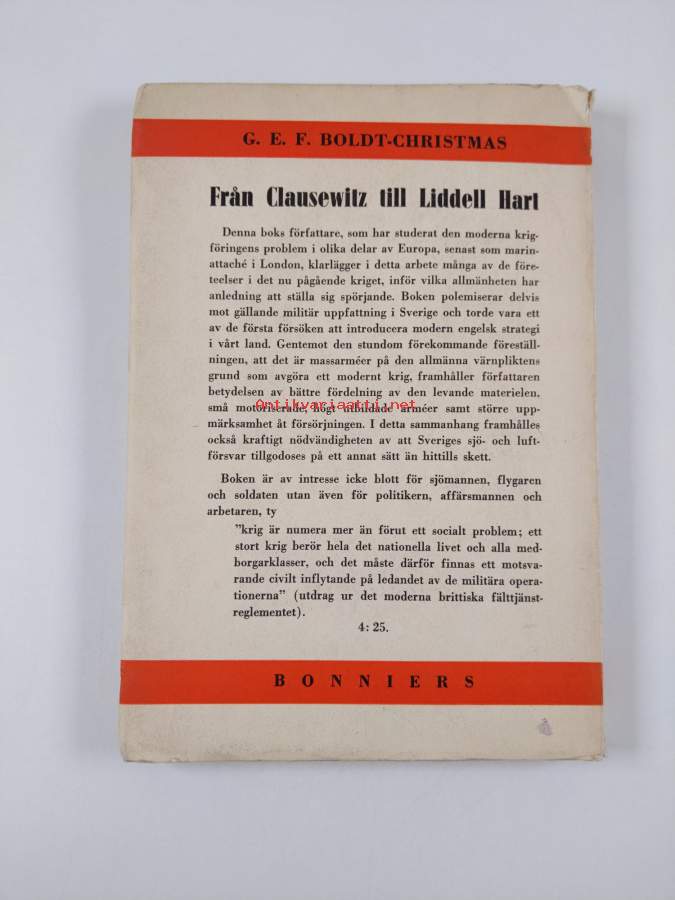 G. E. F. BOLDT-CHRISTMAS
Från Clausewitz till Liddell Hart
Denna boks författare, som har studerat den moderna krig-
föringens problem i olika delar av Europa, senast som marin-
attaché i London, klarlägger i detta arbete många av de före-
teelser i det nu pågående kriget, inför vilka allmänheten har
anledning att ställa sig spörjande. Boken polemiserar delvis
mot gällande militär uppfattning i Sverige och torde vara ett
av de första försöken att introducera modern engelsk strategi
i vårt land. Gentemot den stundom förekommande föreställ-
ningen, att det är massarméer på den allmänna värnpliktens
grund som avgöra ett modernt krig, framhåller författaren
betydelsen av bättre fördelning av den levande materielen,
Antikvariaatti.net
små motoriserade, högt utbildade arméer samt större upp-
märksamhet åt försörjningen. I detta sammanhang framhålles
också kraftigt nödvändigheten av att Sveriges sjö- och luft-
försvar tillgodoses på ett annat sätt än hittills skett.
Boken är av intresse icke blott för sjömannen, flygaren
och soldaten utan även för politikern, affärsmannen och
arbetaren, ty
"krig är numera mer än förut ett socialt problem; ett
stort krig berör hela det nationella livet och alla med-
borgarklasser, och det måste därför finnas ett motsva-
rande civilt inflytande på ledandet av de militära opera-
tionerna" (utdrag ur det moderna brittiska fälttjänst-
reglementet).
4: 25.
BONNIERS